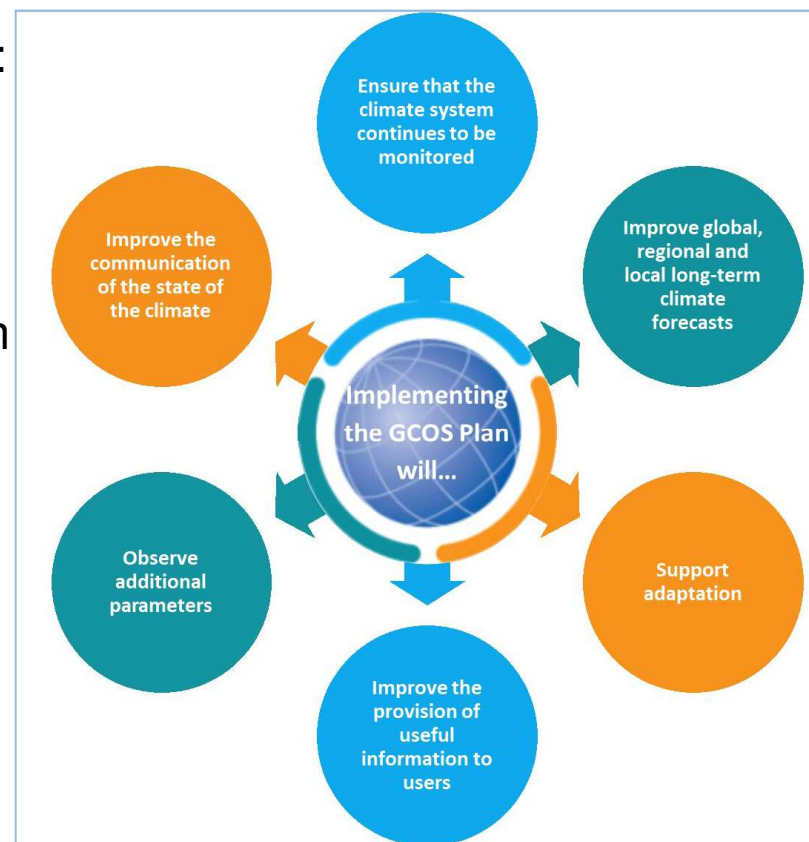 :
n
Ensure that the
climate system
continues to be
monitored
Improve global,
regional and
local long-term
climate
forecasts
Support
adaptation
Improve the
provision of
useful
information to
users
Observe
additional
parameters
Improve the
communication
of the state of
the climate
Implementing
the GCOS Plan
will...